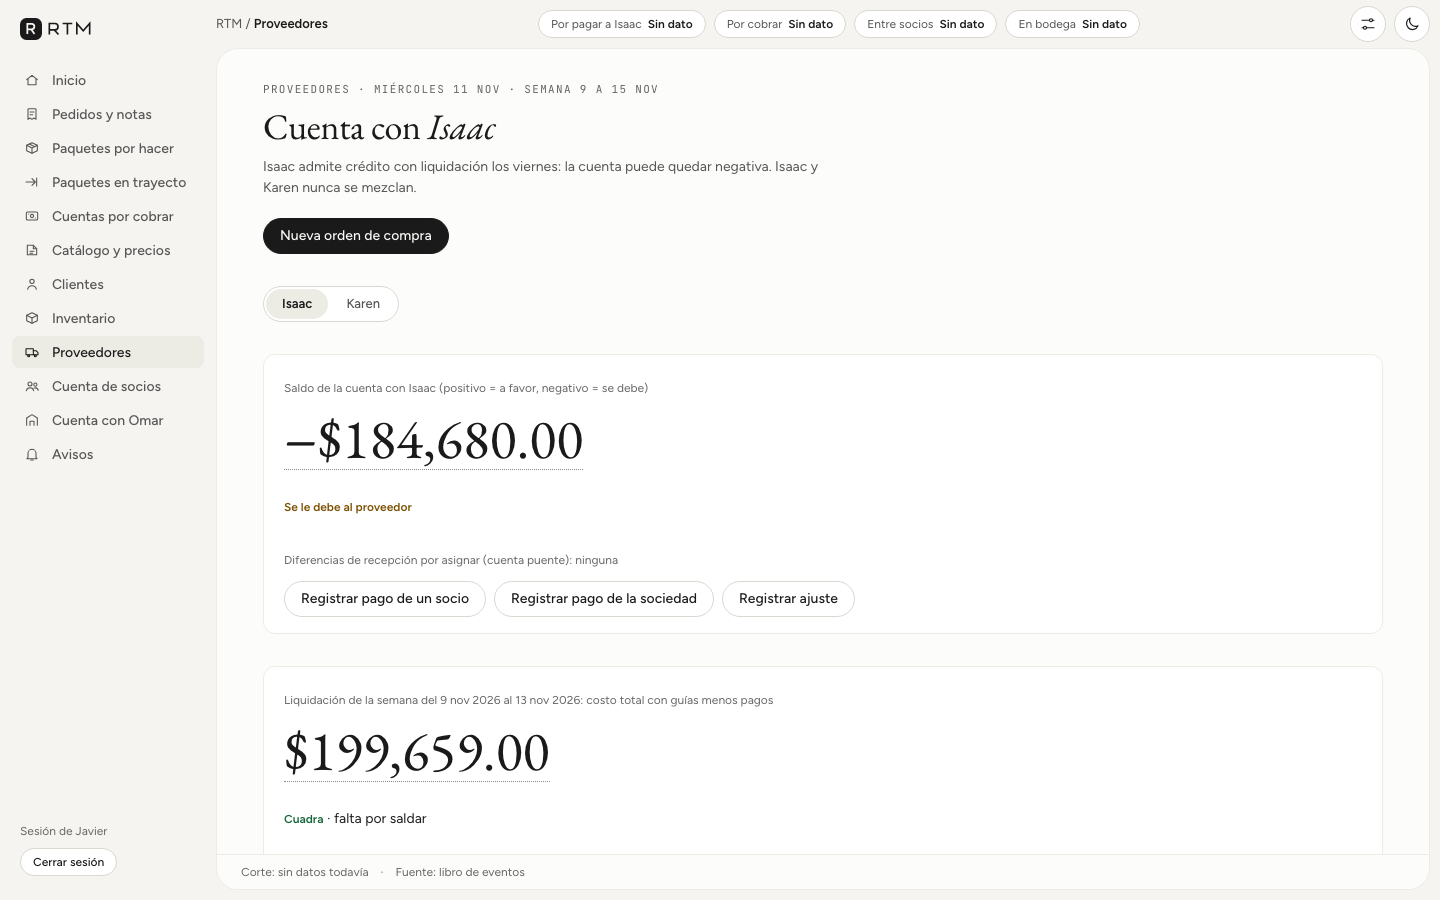 R RTM
RTM / Proveedores
Por pagar a Isaac Sin dato
Por cobrar Sin dato
Entre socios Sin dato
En bodega Sin dato
Inicio
Pedidos y notas
Paquetes por hacer
Paquetes en trayecto
Cuentas por cobrar
Catálogo y precios
Clientes
Inventario
Proveedores
Cuenta de socios
Cuenta con Omar
Avisos
Sesión de Javier
Cerrar sesión
PROVEEDORES · MIÉRCOLES 11 NOV · SEMANA 9 A 15 NOV
Cuenta con Isaac
Isaac admite crédito con liquidación los viernes: la cuenta puede quedar negativa. Isaac y
Karen nunca se mezclan.
Nueva orden de compra
Isaac Karen
Saldo de la cuenta con Isaac (positivo = a favor, negativo = se debe)
−$184,680.00
Se le debe al proveedor
Diferencias de recepción por asignar (cuenta puente): ninguna
Registrar pago de un socio
Registrar pago de la sociedad
Registrar ajuste
Liquidación de la semana del 9 nov 2026 al 13 nov 2026: costo total con guías menos pagos
$199,659.00
Cuadra · falta por saldar
Corte: sin datos todavía · Fuente: libro de eventos